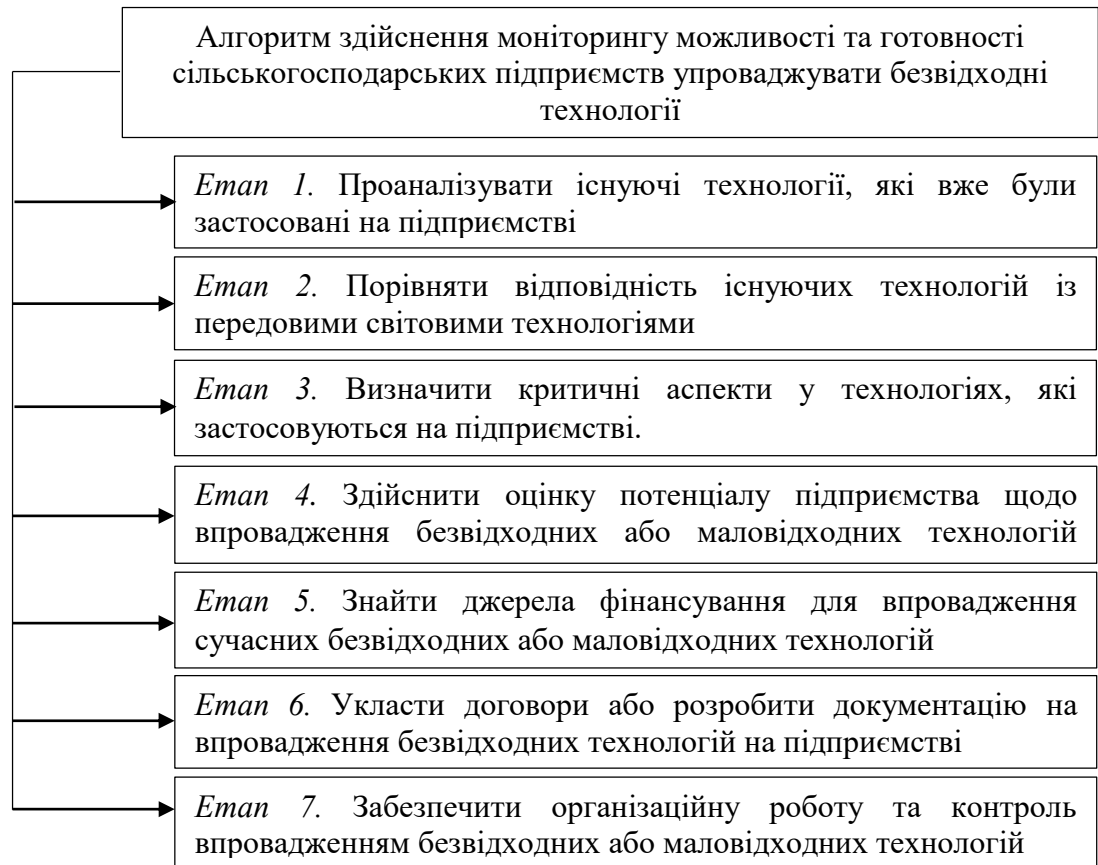 Алгоритм здійснення моніторингу можливості та готовності
сільськогосподарських підприємств упроваджувати безвідходні
технології
Етап 1. Проаналізувати існуючі технології, які вже були
застосовані на підприємстві
Етап 2. Порівняти відповідність існуючих технологій із
передовими світовими технологіями
Етап 3. Визначити критичні аспекти у технологіях, які
застосовуються на підприємстві.
Етап 4. Здійснити оцінку потенціалу підприємства щодо
впровадження безвідходних або маловідходних технологій
Етап 5. Знайти джерела фінансування для впровадження
сучасних безвідходних або маловідходних технологій
Етап 6. Укласти договори або розробити документацію на
впровадження безвідходних технологій на підприємстві
Етап 7. Забезпечити організаційну роботу та контроль
впровадженням безвідходних або маловідходних технологій